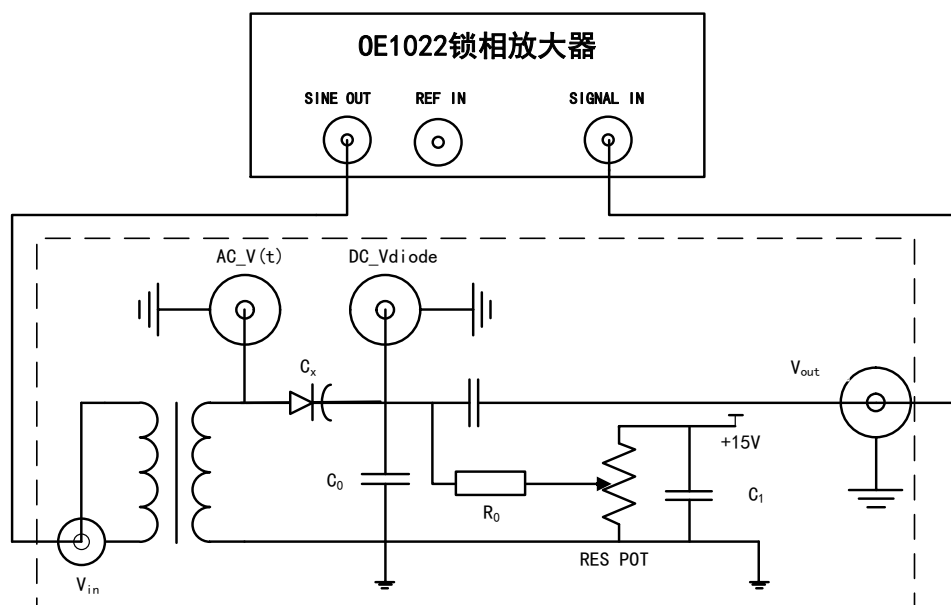 OE1022锁相放大器
SINE OUT REF IN SIGNAL IN
AC_V(t) DC_Vdiode
Cx
Vout
+15V
C0
R0
C1
RES POT
Vin